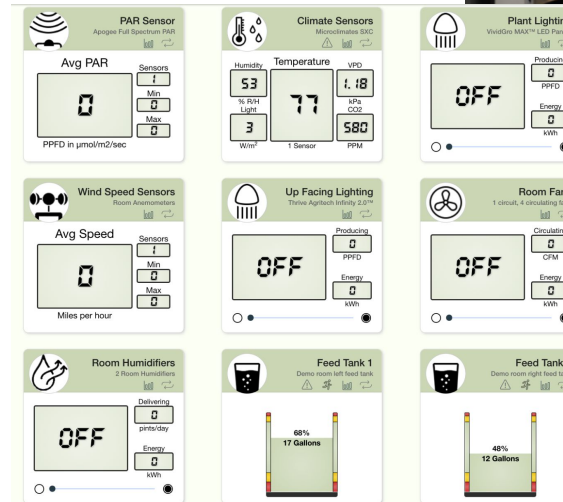 PAR Sensor
Apogee Full Spectrum PAR
Avg PAR
0
Sensors
1
Min
0
Max
0
PPFD in µmol/m2/sec
Climate Sensors
Microclimates SXC
Humidity
53
% R/H
Light
3
W/m²
Temperature
77
1 Sensor
VPD
1.18
kPa
CO2
580
PPM
Plant Lightin
VividGro MAX™ LED Pan
OFF
Producin
0
PPFD
Energy
0
kWh
Wind Speed Sensors
Room Anemometers
Avg Speed
0
Sensors
1
Min
0
Max
0
Miles per hour
Up Facing Lighting
Thrive Agritech Infinity 2.0™
OFF
Producing
0
PPFD
Energy
0
kWh
Room Fan
1 circuit, 4 circulating fa
OFF
Circulatin
0
CFM
Energy
0
kWh
Room Humidifiers
2 Room Humidifiers
OFF
Delivering
0
pints/day
Energy
0
kWh
Feed Tank 1
Demo room left feed tank
68%
17 Gallons
Feed Tank
Demo room right feed ta
48%
12 Gallons